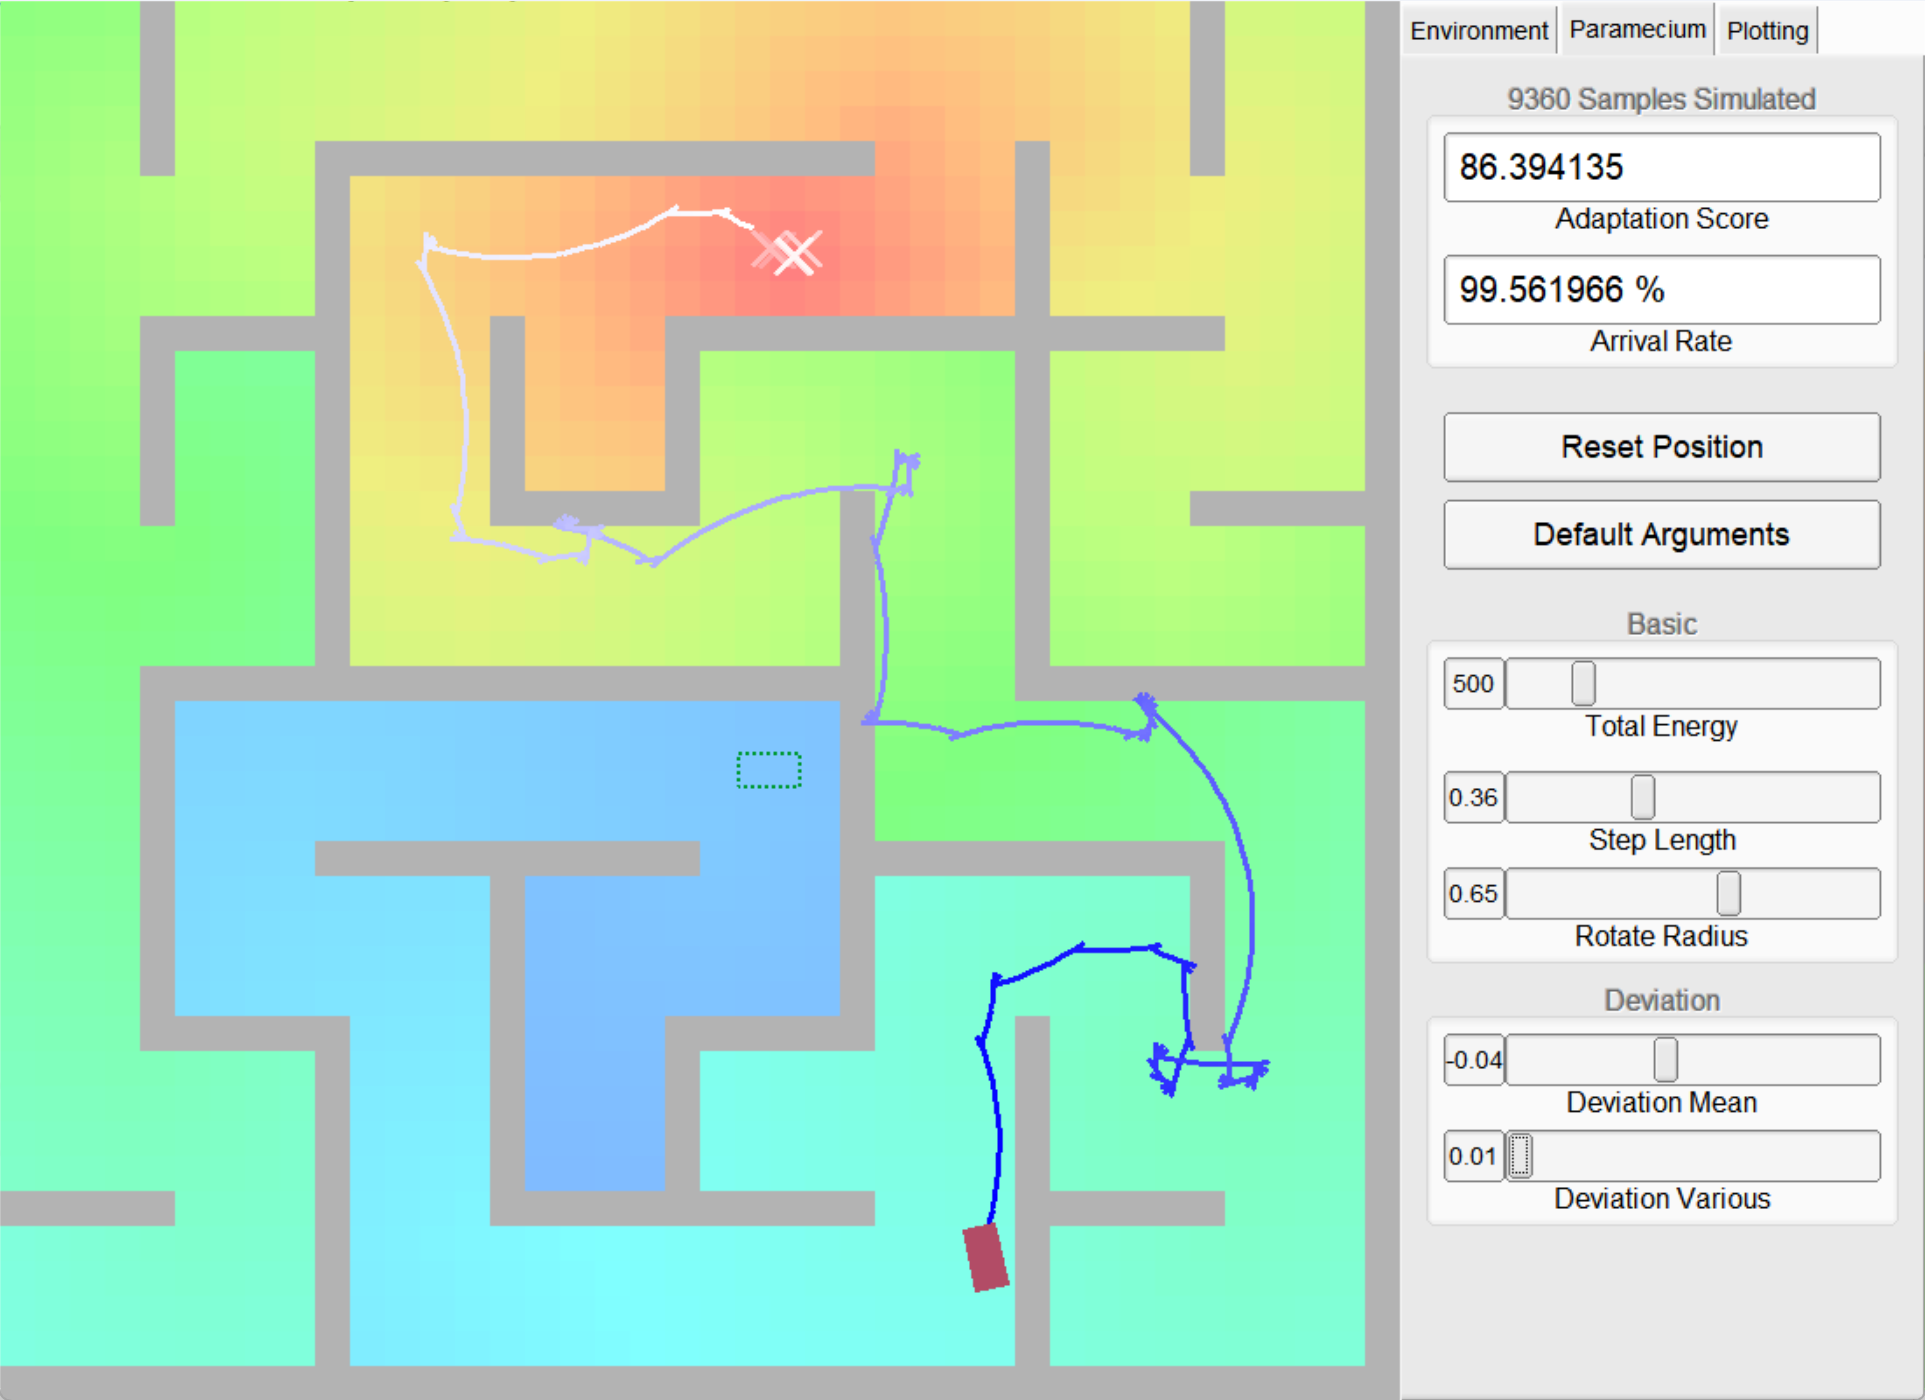 Environment Paramecium Plotting
9360 Samples Simulated
86.394135
Adaptation Score
99.561966 %
Arrival Rate
Reset Position
Default Arguments
Basic
500
Total Energy
0.36
Step Length
0.65
Rotate Radius
Deviation
-0.04
Deviation Mean
0.01
Deviation Various